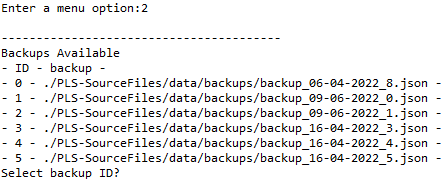 Enter a menu option:2
----------------------------------------
Backups Available
- ID - backup -
- 0 - ./PLS-SourceFiles/data/backups/backup_06-04-2022_8.json -
- 1 - ./PLS-SourceFiles/data/backups/backup_09-06-2022_0.json -
- 2 - ./PLS-SourceFiles/data/backups/backup_09-06-2022_1.json -
- 3 - ./PLS-SourceFiles/data/backups/backup_16-04-2022_3.json -
- 4 - ./PLS-SourceFiles/data/backups/backup_16-04-2022_4.json -
- 5 - ./PLS-SourceFiles/data/backups/backup_16-04-2022_5.json -
Select backup ID?